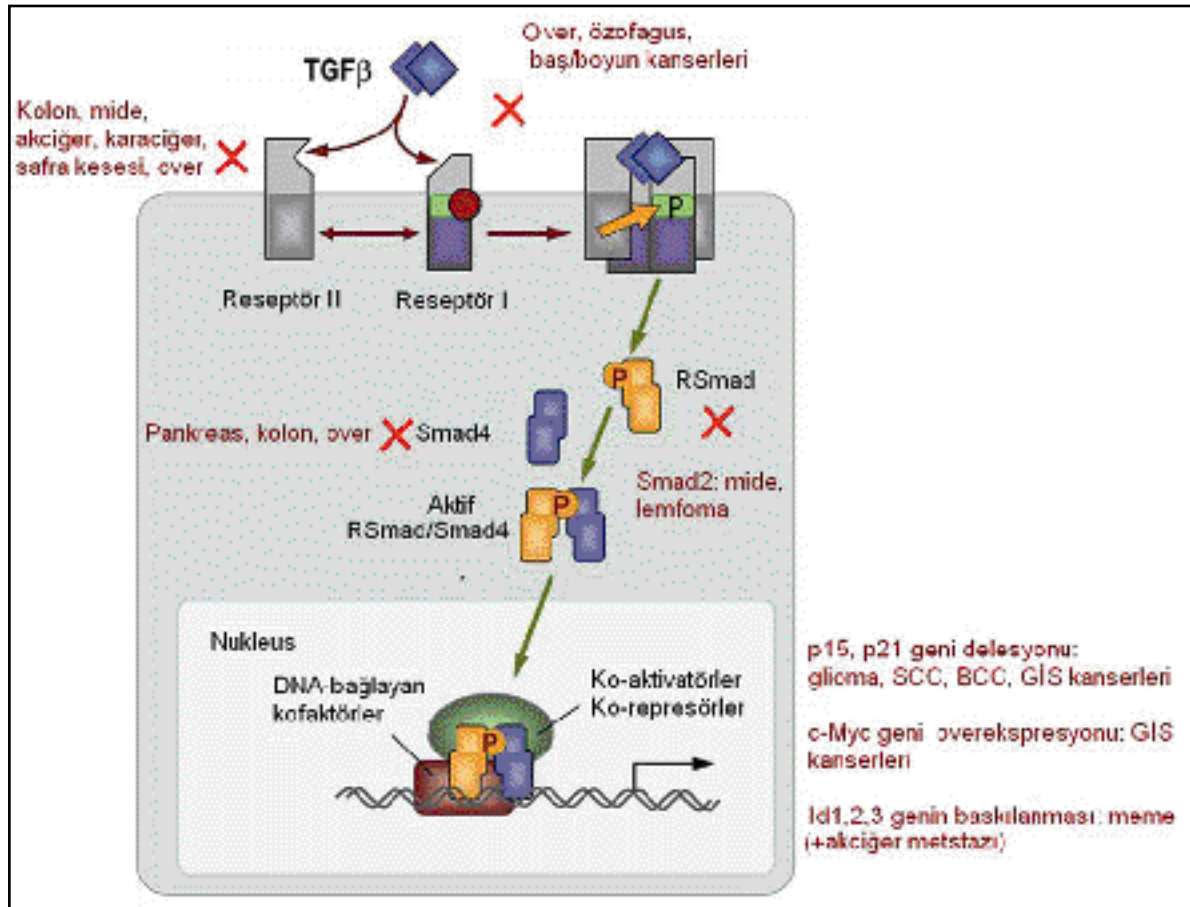 Over, özofagus,
baş/boyun kanserleri
TGFβ
Kolon, mide,
akciğer, karaciğer,
safra kesesi, over
P
Reseptör II
Reseptör I
P
RSmad
Pankreas, kolon, over
Smad4
Smad2: mide,
lemfoma
Aktif
RSmad/Smad4
P
Nukleus
DNA-bağlayan
kofaktörler
Ko-aktivatörler
Ko-represörler
P
p15, p21 geni delesyonu:
glioma, SCC, BCC, GİS kanserleri
c-Myc geni overekspresyonu: GİS
kanserleri
Id1,2,3 genin baskılanması: meme
(+akciğer metstazı)